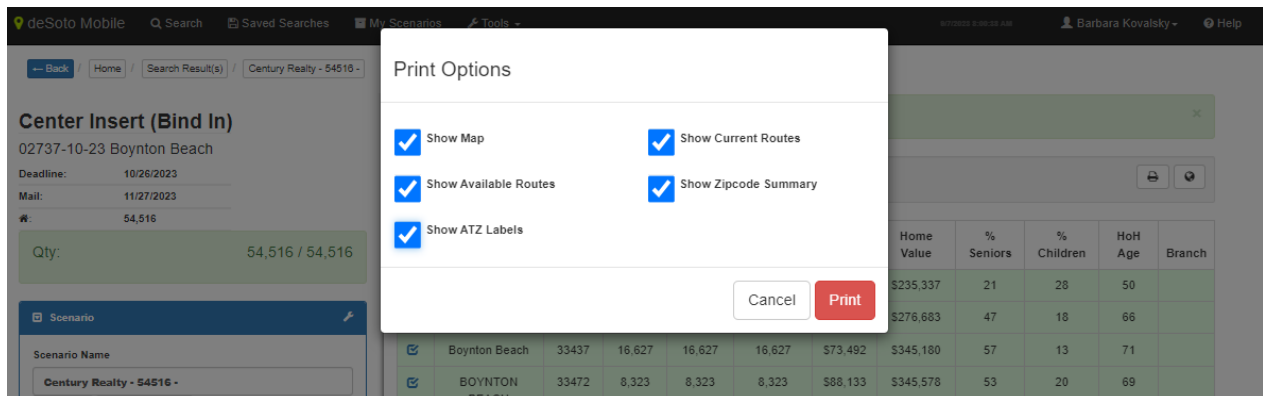 deSoto Mobile Search Saved Searches My Scenarios Tools Barbara Kovalsky Help
← Back / Home / Search Result(s) / Century Realty - 54516 -
Print Options
×
Center Insert (Bind In)
02737-10-23 Boynton Beach
Deadline: 10/26/2023
Mail: 11/27/2023
: 54,516
Qty: 54,516 / 54,516
Show Map Show Current Routes
Show Available Routes Show Zipcode Summary
Show ATZ Labels
Cancel Print
Scenario
Scenario Name
Century Realty - 54516 -
Home Value % Seniors % Children HoH Age Branch
$235,337 21 28 50
$276,683 47 18 66
Boynton Beach 33437 16,627 16,627 16,627 $73,492 $345,180 57 13 71
BOYNTON 33472 8,323 8,323 8,323 $88,133 $345,578 53 20 69